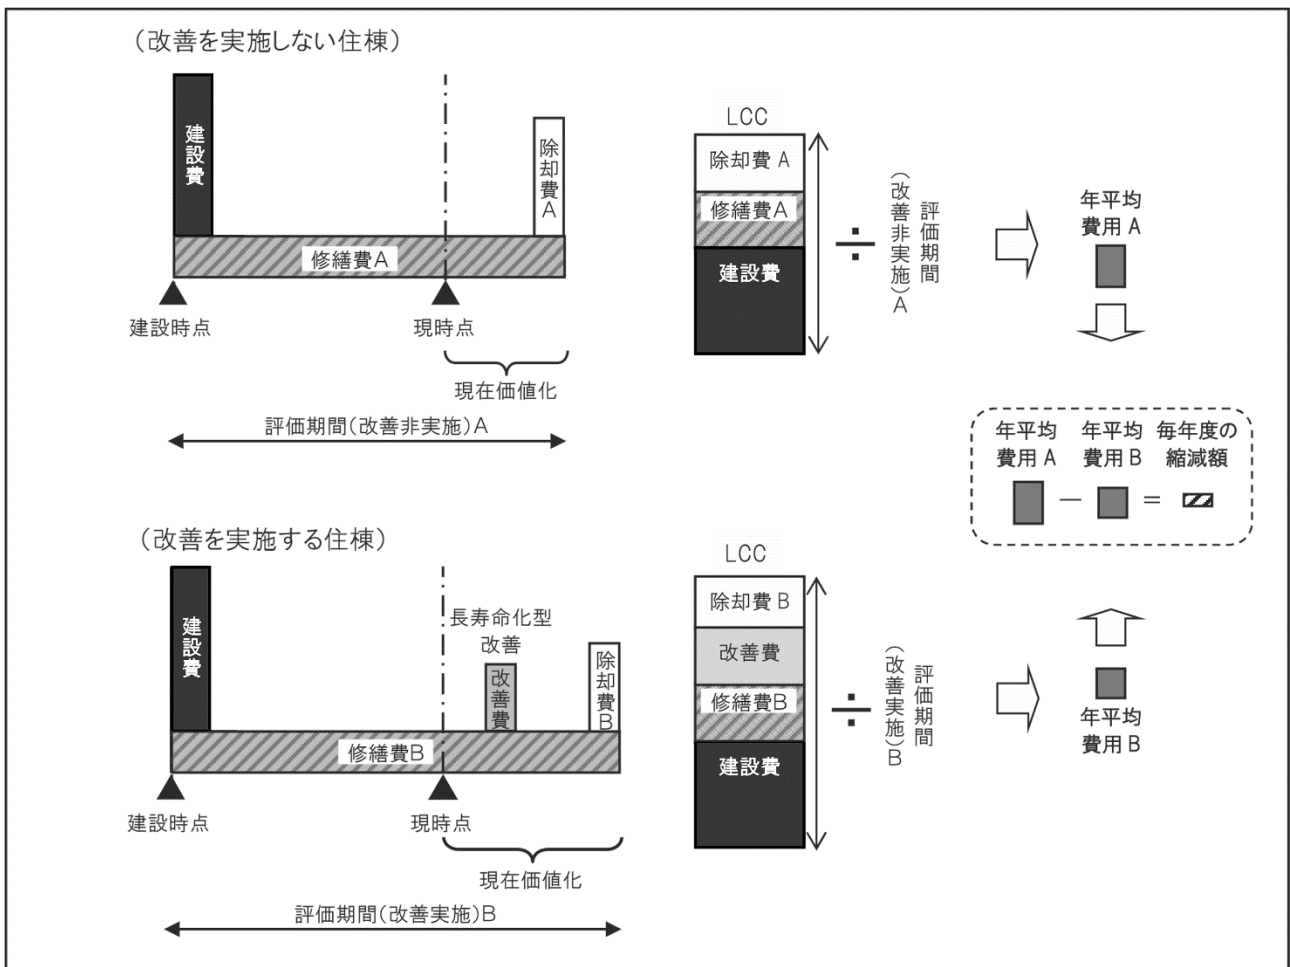 (改善を実施しない住棟)
建設費
除却費A
修繕費A
建設時点
現時点
現在価値化
評価期間(改善非実施)A
LCC
除却費 A
修繕費A
建設費
÷
評価期間
(改善非実施)A
年平均
費用 A
年平均
費用 A
年平均
費用 B
毎年度の
縮減額
－
＝
(改善を実施する住棟)
建設費
長寿命化型
改善
改善費
除却費B
修繕費B
建設時点
現時点
現在価値化
評価期間(改善実施)B
LCC
除却費 B
改善費
修繕費B
建設費
÷
評価期間
(改善実施)B
年平均
費用 B